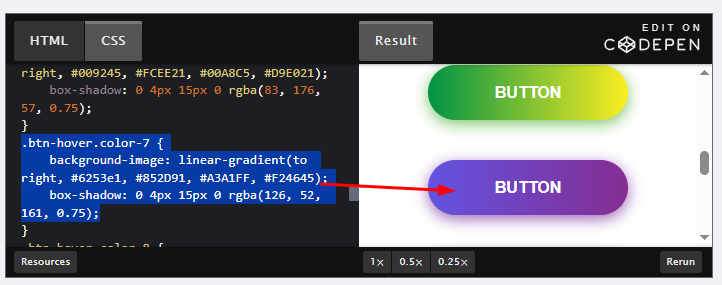 EDIT ON
CODEPEN
HTML
CSS
Result
right, #009245, #FCEE21, #00A8C5, #D9E021);
box-shadow: 0 4px 15px 0 rgba(83, 176,
57, 0.75);
}
.btn-hover.color-7 {
background-image: linear-gradient(to
right, #6253e1, #852D91, #A3A1FF, #F24645);
box-shadow: 0 4px 15px 0 rgba(126, 52,
161, 0.75);
}
.btn-hover.color-8 {
BUTTON
BUTTON
Resources
1×
0.5×
0.25×
Rerun